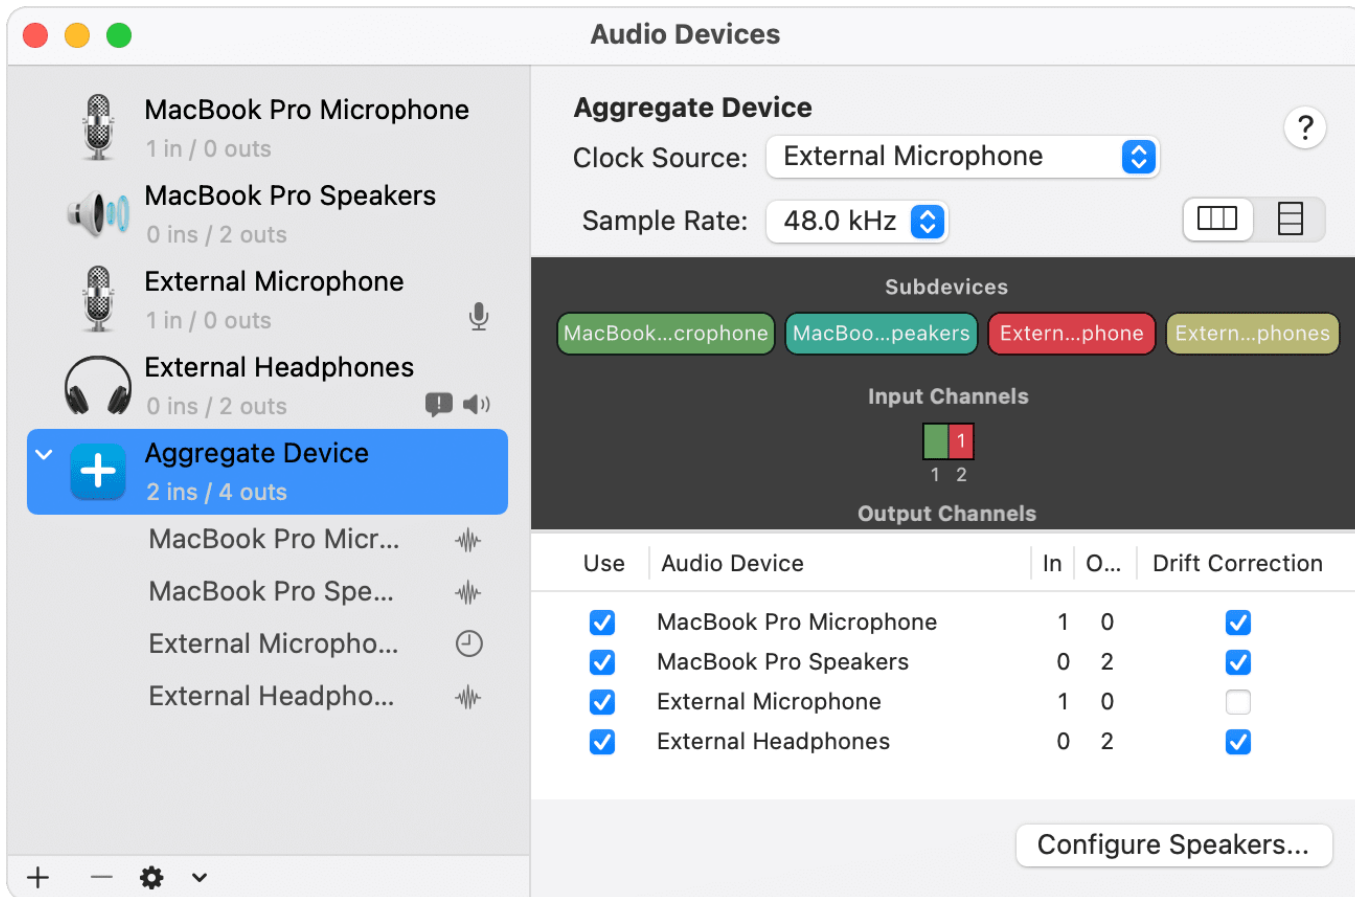 Audio Devices
MacBook Pro Microphone
1 in / 0 outs
MacBook Pro Speakers
0 ins / 2 outs
External Microphone
1 in / 0 outs
External Headphones
0 ins / 2 outs
Aggregate Device
2 ins / 4 outs
MacBook Pro Micr...
MacBook Pro Spe...
External Micropho...
External Headpho...
Aggregate Device
?
Clock Source: External Microphone
Sample Rate: 48.0 kHz
Subdevices
MacBook...crophone MacBoo...peakers Extern...phone Extern...phones
Input Channels
1
1 2
Output Channels
Use Audio Device In O... Drift Correction
MacBook Pro Microphone 1 0
MacBook Pro Speakers 0 2
External Microphone 1 0
External Headphones 0 2
Configure Speakers...